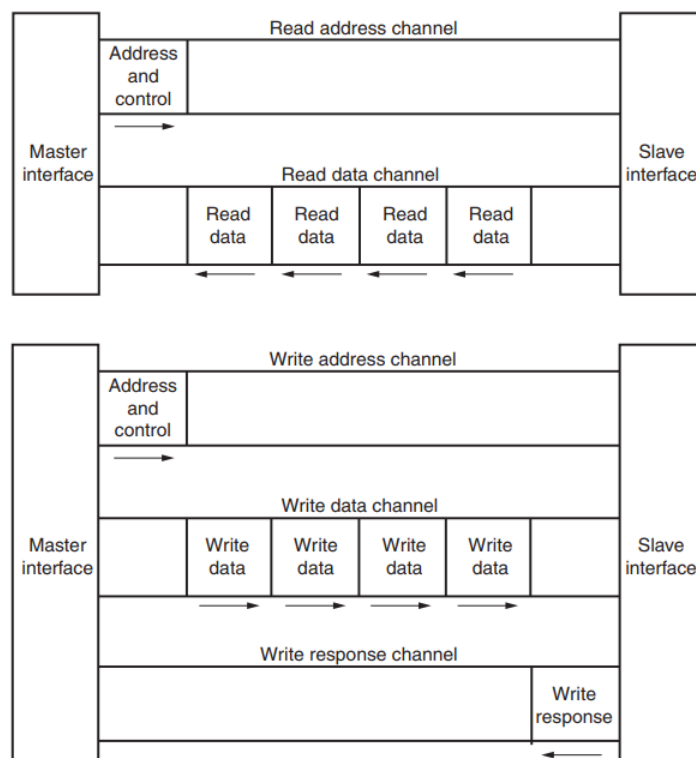 Read address channel
Address
and
control
Master
interface
Slave
interface
Read data channel
Read
data
Read
data
Read
data
Read
data
Write address channel
Address
and
control
Write data channel
Master
interface
Write
data
Write
data
Write
data
Write
data
Slave
interface
Write response channel
Write
response